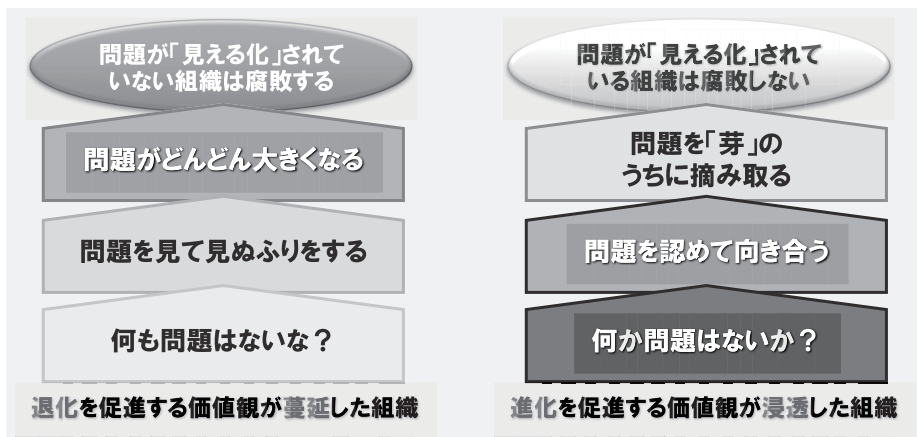 問題が「見える化」されて
いない組織は腐敗する
問題がどんどん大きくなる
問題を見て見ぬふりをする
何も問題はないな？
退化を促進する価値観が蔓延した組織
問題が「見える化」されて
いる組織は腐敗しない
問題を「芽」の
うちに摘み取る
問題を認めて向き合う
何か問題はないか？
進化を促進する価値観が浸透した組織